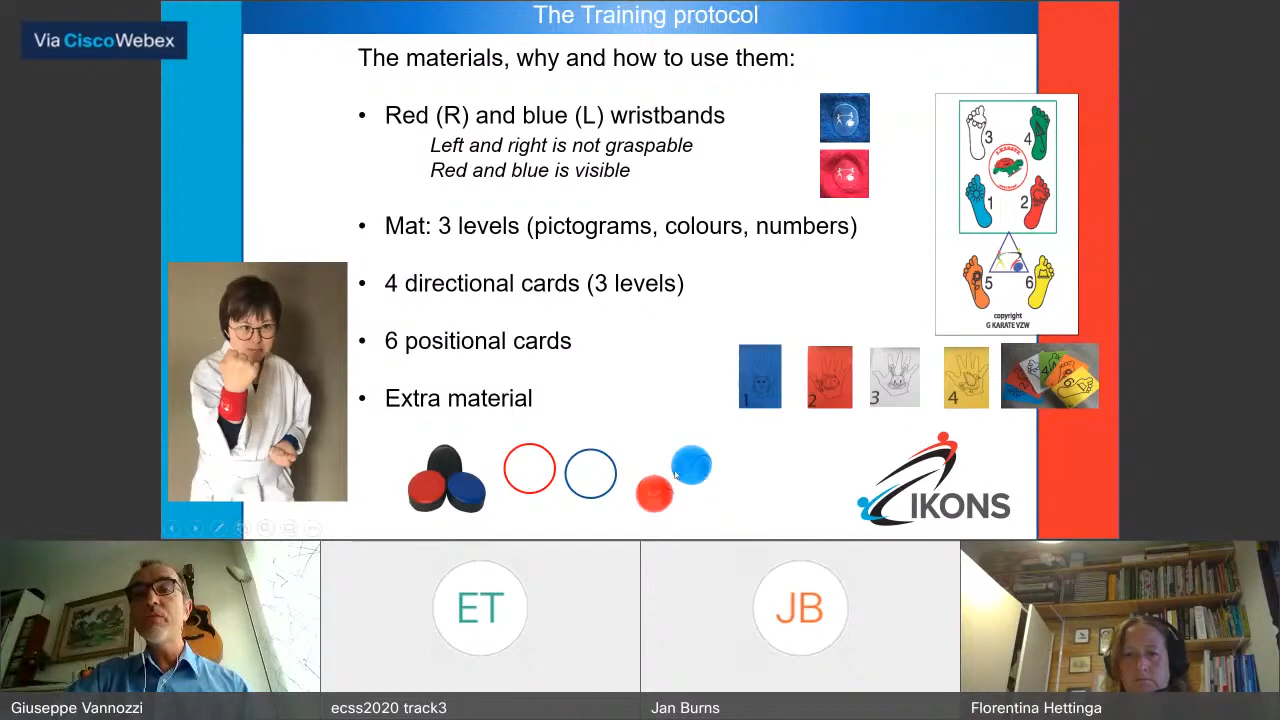 The Training protocol
Via Cisco Webex
The materials, why and how to use them:
• Red (R) and blue (L) wristbands
Left and right is not graspable
Red and blue is visible
• Mat: 3 levels (pictograms, colours, numbers)
• 4 directional cards (3 levels)
• 6 positional cards
• Extra material
3
4
1
2
5
6
copyright
G KARATE VZW
1
2
3
4
IKONS
ET
JB
Giuseppe Vannozzi
ecss2020 track3
Jan Burns
Florentina Hettinga